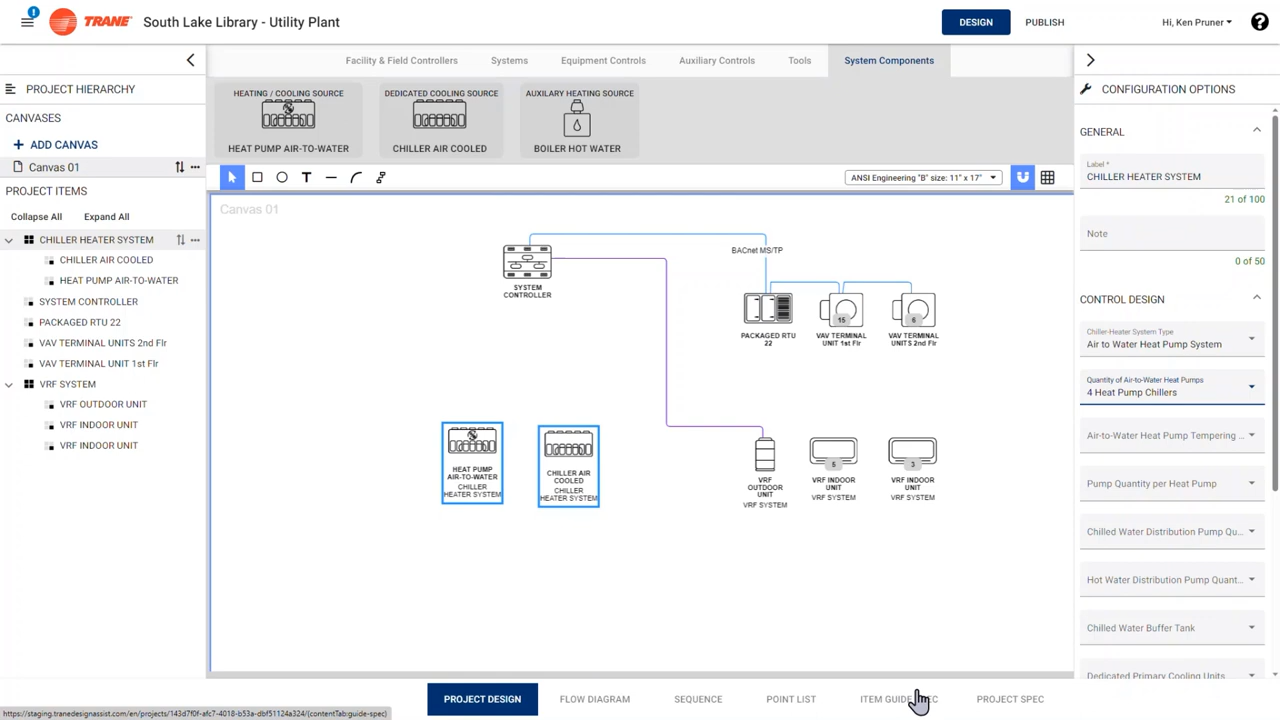 !
TRANE
South Lake Library - Utility Plant
DESIGN
PUBLISH
Hi, Ken Pruner
?
PROJECT HIERARCHY
CANVASES
+ ADD CANVAS
Canvas 01
PROJECT ITEMS
Collapse All Expand All
CHILLER HEATER SYSTEM
CHILLER AIR COOLED
HEAT PUMP AIR-TO-WATER
SYSTEM CONTROLLER
PACKAGED RTU 22
VAV TERMINAL UNITS 2nd Flr
VAV TERMINAL UNIT 1st Flr
VRF SYSTEM
VRF OUTDOOR UNIT
VRF INDOOR UNIT
VRF INDOOR UNIT
Facility & Field Controllers
Systems
Equipment Controls
Auxiliary Controls
Tools
System Components
HEATING / COOLING SOURCE
HEAT PUMP AIR-TO-WATER
DEDICATED COOLING SOURCE
CHILLER AIR COOLED
AUXILARY HEATING SOURCE
BOILER HOT WATER
T
ANSI Engineering "B" size: 11" x 17"
Canvas 01
SYSTEM
CONTROLLER
BACnet MS/TP
PACKAGED RTU
22
15
VAV TERMINAL
UNIT 1st Flr
6
VAV TERMINAL
UNITS 2nd Flr
HEAT PUMP
AIR-TO-WATER
CHILLER
HEATER SYSTEM
CHILLER AIR
COOLED
CHILLER
HEATER SYSTEM
VRF
OUTDOOR
UNIT
VRF SYSTEM
5
VRF INDOOR
UNIT
VRF SYSTEM
3
VRF INDOOR
UNIT
VRF SYSTEM
CONFIGURATION OPTIONS
GENERAL
Label *
CHILLER HEATER SYSTEM
21 of 100
Note
0 of 50
CONTROL DESIGN
Chiller-Heater System Type
Air to Water Heat Pump System
Quantity of Air-to-Water Heat Pumps
4 Heat Pump Chillers
Air-to-Water Heat Pump Tempering ...
Pump Quantity per Heat Pump
Chilled Water Distribution Pump Qu...
Hot Water Distribution Pump Quant...
Chilled Water Buffer Tank
Dedicated Primary Cooling Units
PROJECT DESIGN
FLOW DIAGRAM
SEQUENCE
POINT LIST
ITEM GUIDE SPEC
PROJECT SPEC
https://staging.tranedesignassist.com/en/projects/143d7f0f-afc7-4018-b53a-dbf51124a324/(contentTab:guide-spec)